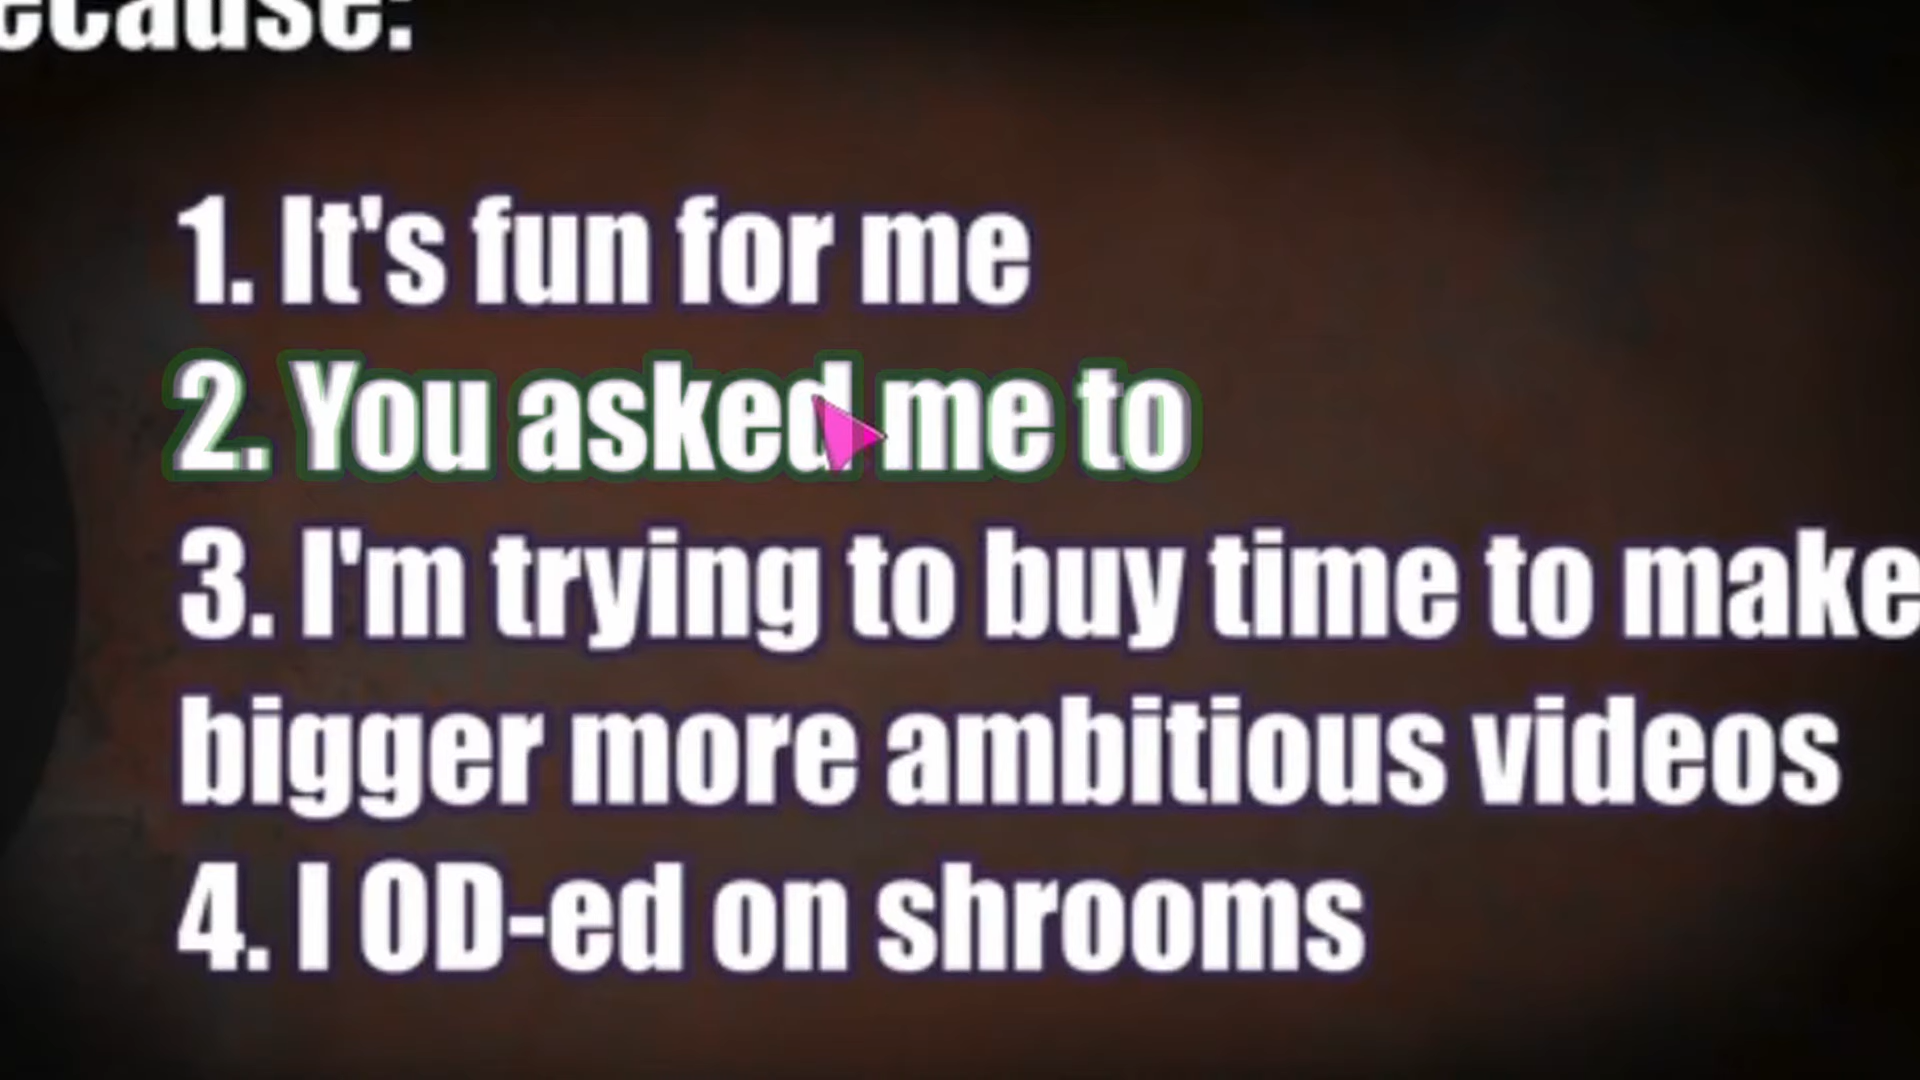 ecause:
1. It's fun for me
2. You asked me to
3. I'm trying to buy time to make
bigger more ambitious videos
4. I OD-ed on shrooms